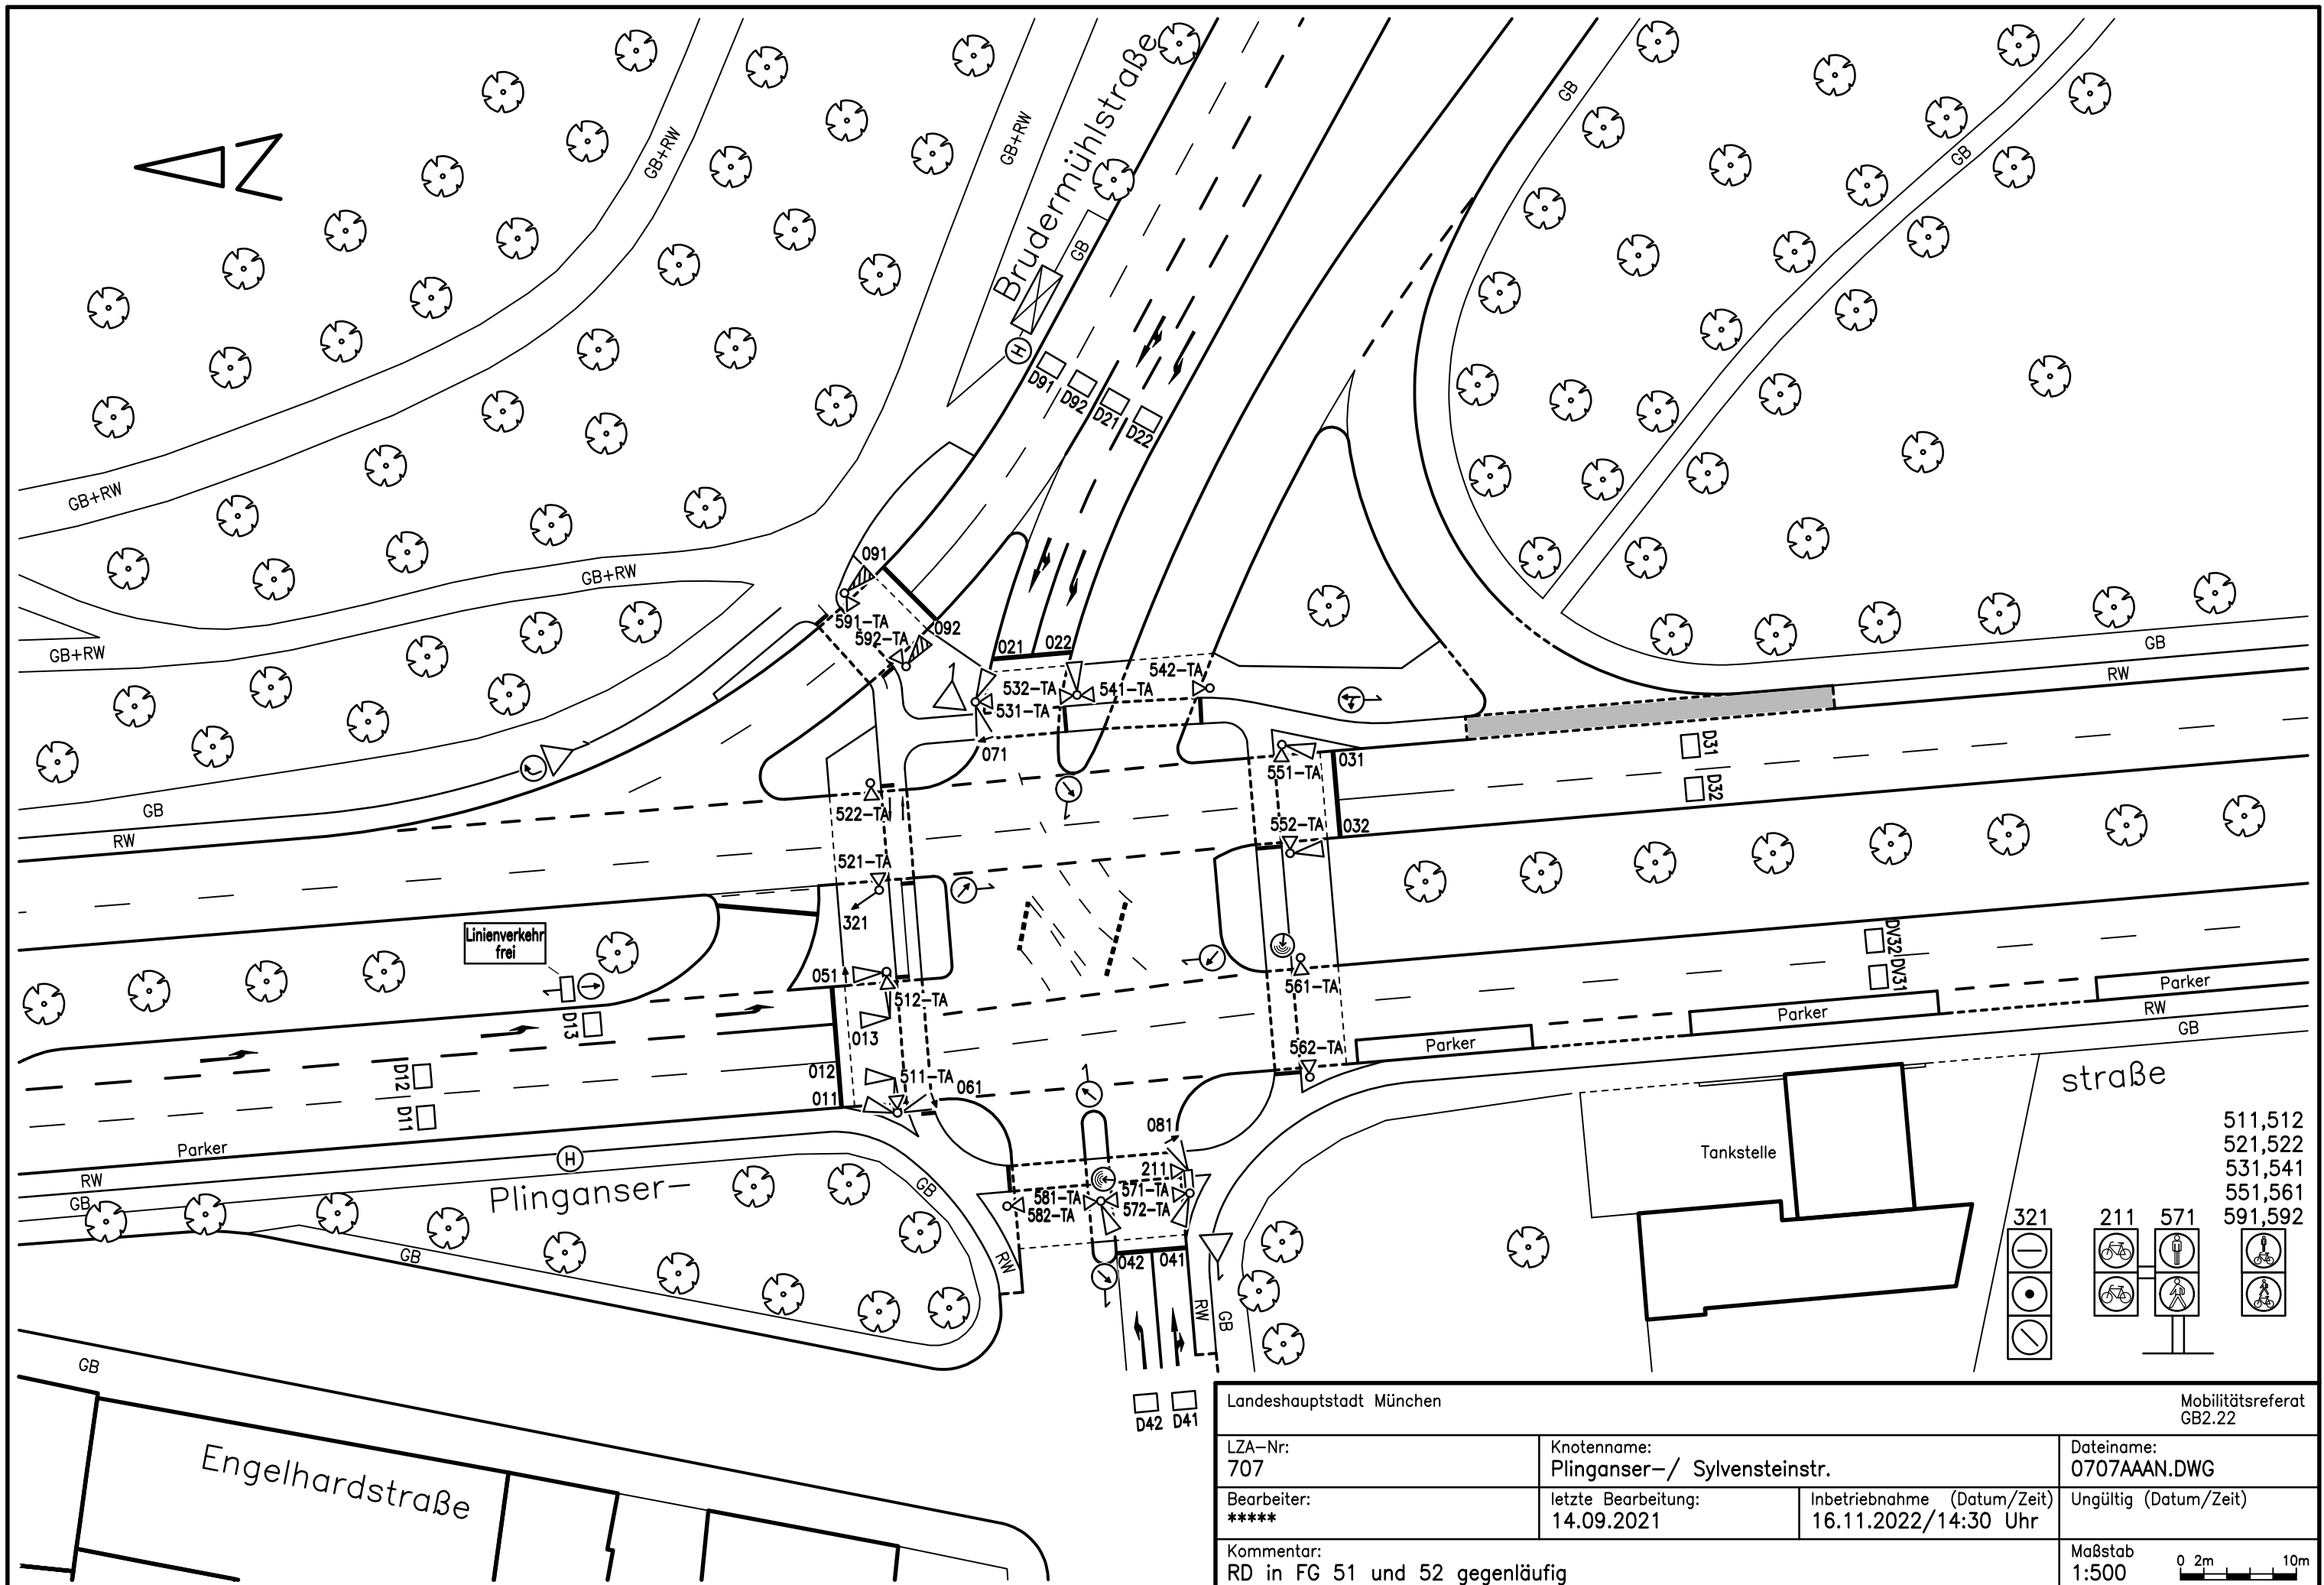 Brudermühlstraße
GB
GB
GB+RW
GB+RW
GB
H
D91
D92
D21
D22
GB+RW
GB+RW
GB+RW
091
591-TA
592-TA
092
021
022
542-TA
532-TA
541-TA
531-TA
071
GB
RW
D31
D32
551-TA
031
552-TA
032
522-TA
521-TA
321
GB
RW
Linienverkehr
frei
D13
051
512-TA
013
012
511-TA
011
061
D12
D11
DV32
DV31
561-TA
562-TA
Parker
Parker
Parker
RW
GB
Parker
RW
GB
H
Plinganser-
GB
GB
RW
081
211
581-TA
571-TA
582-TA
572-TA
042
041
RW
GB
D42
D41
Tankstelle
straße
511,512
521,522
531,541
551,561
591,592
321
211
571
GB
Engelhardstraße
Landeshauptstadt München
Mobilitätsreferat
GB2.22
LZA-Nr:
707
Knotenname:
Plinganser-/ Sylvensteinstr.
Dateiname:
0707AAAN.DWG
Bearbeiter:
*****
letzte Bearbeitung:
14.09.2021
Inbetriebnahme (Datum/Zeit)
16.11.2022/14:30 Uhr
Ungültig (Datum/Zeit)
Kommentar:
RD in FG 51 und 52 gegenläufig
Maßstab
1:500
0 2m 10m